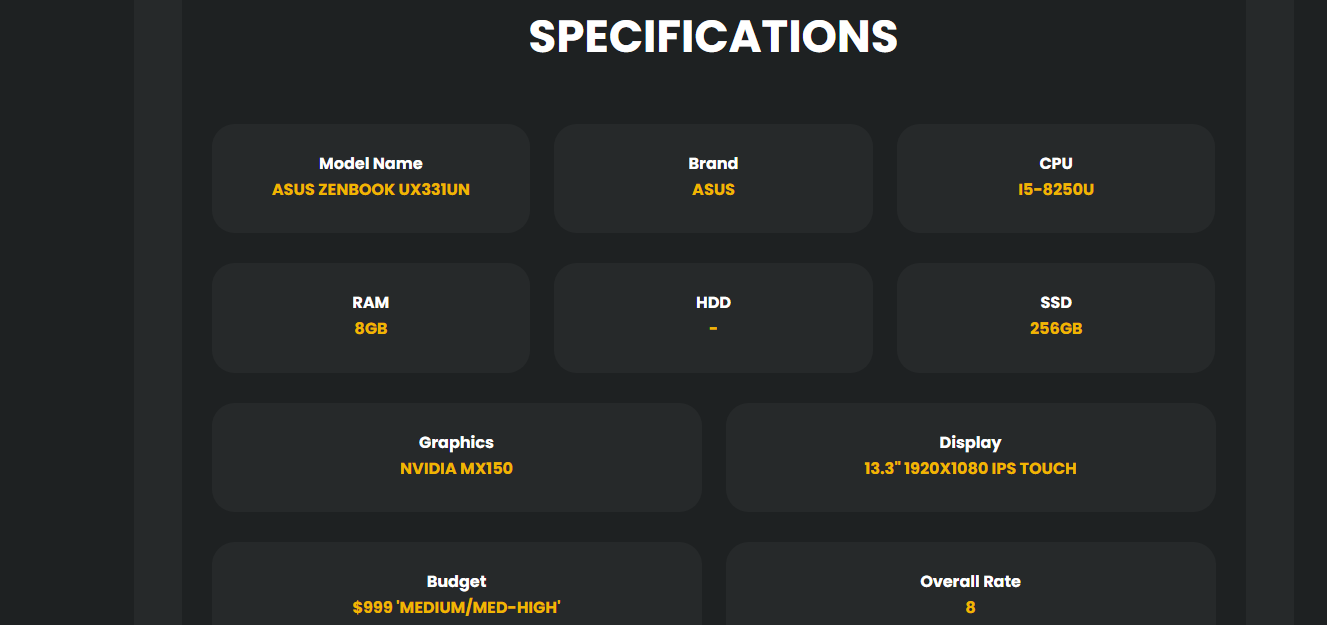 SPECIFICATIONS
Model Name
ASUS ZENBOOK UX331UN
Brand
ASUS
CPU
I5-8250U
RAM
8GB
HDD
-
SSD
256GB
Graphics
NVIDIA MX150
Display
13.3" 1920X1080 IPS TOUCH
Budget
$999 'MEDIUM/MED-HIGH'
Overall Rate
8